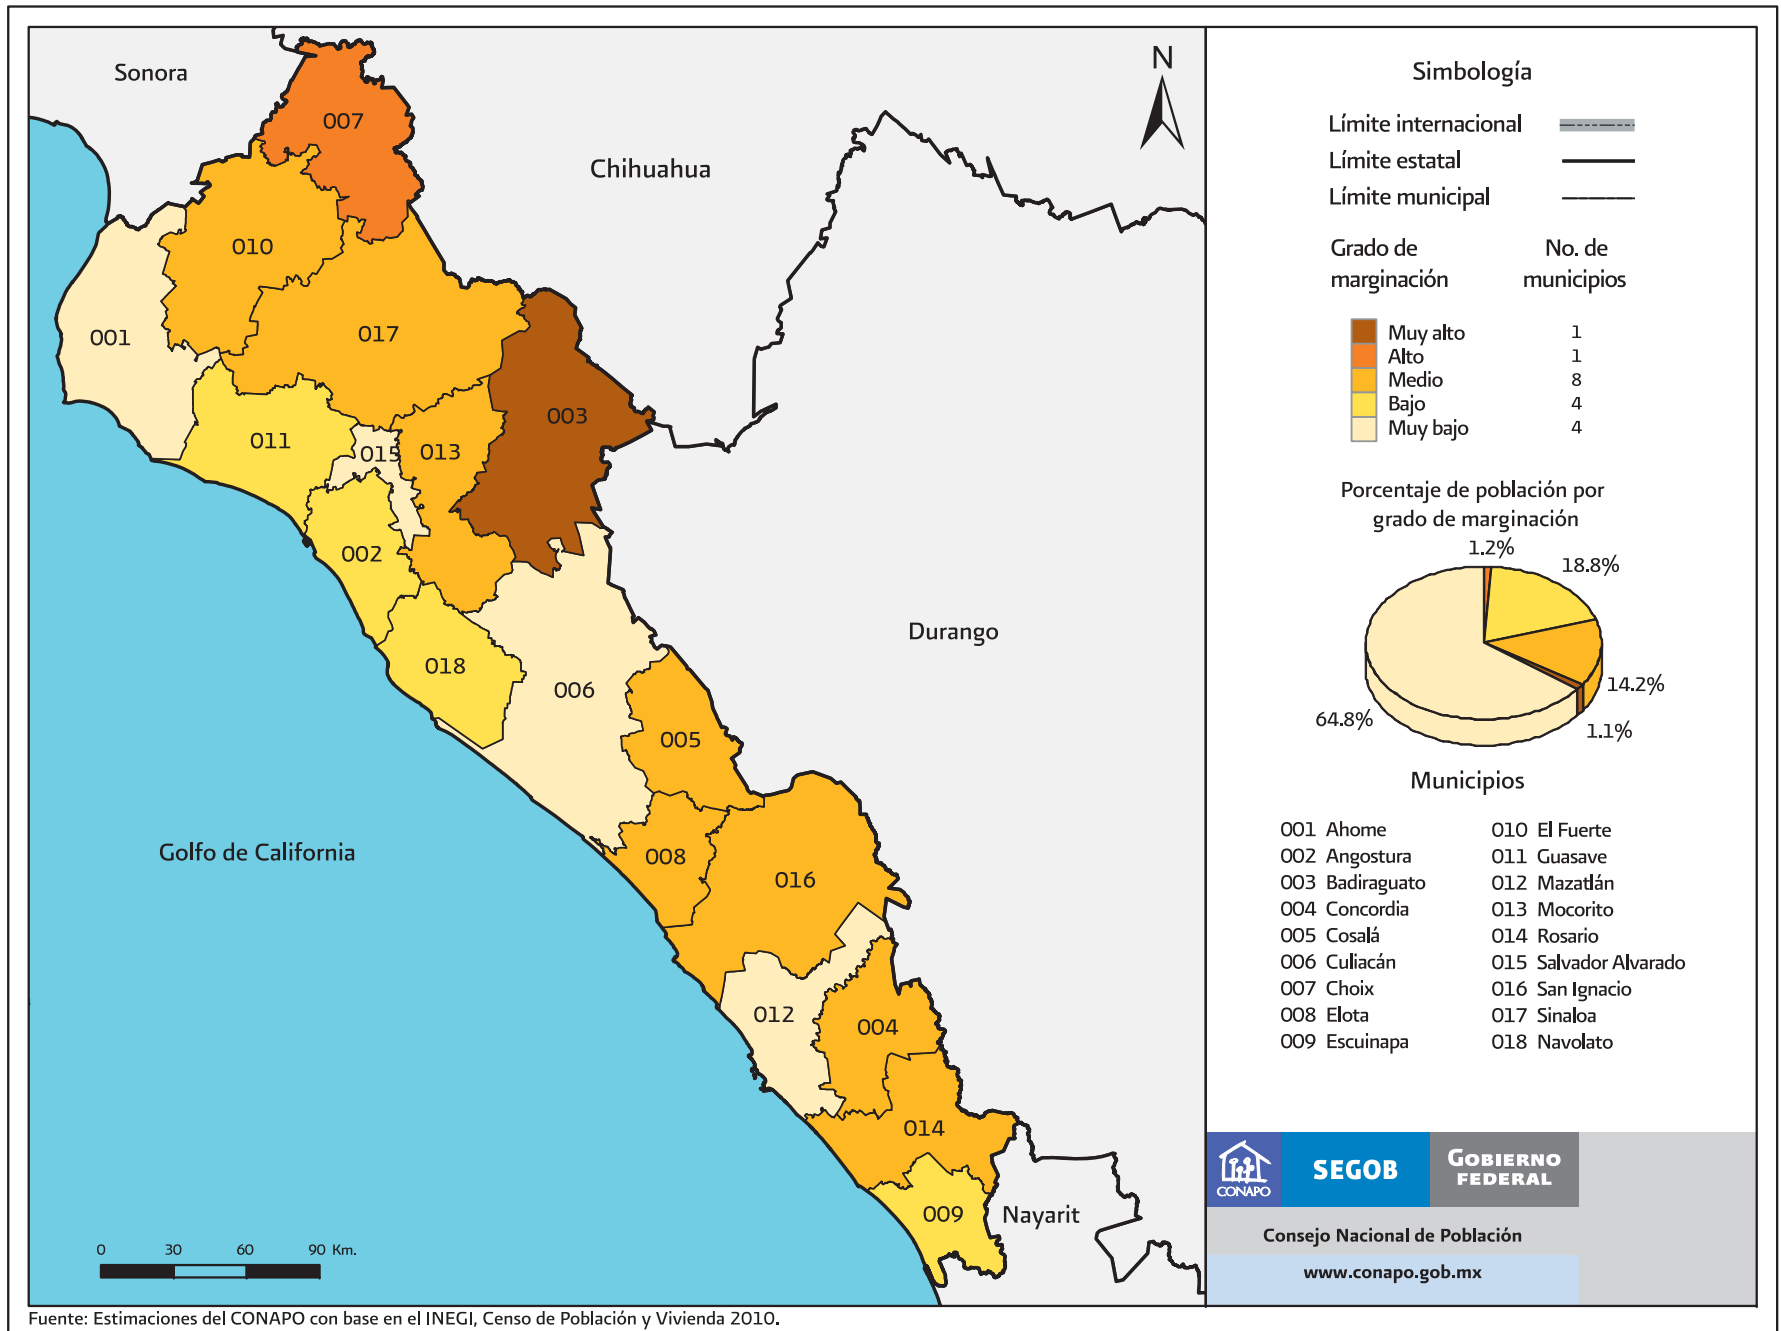 Sonora
Chihuahua
Durango
Nayarit
Golfo de California
N
007
010
001
017
003
011
015
013
002
018
006
005
008
016
012
004
014
009
0 30 60 90 Km.
Simbología
Límite internacional
Límite estatal
Límite municipal
Grado de marginación
No. de municipios
Muy alto 1
Alto 1
Medio 8
Bajo 4
Muy bajo 4
Porcentaje de población por
grado de marginación
1.2%
18.8%
14.2%
1.1%
64.8%
Municipios
001 Ahome
002 Angostura
003 Badiraguato
004 Concordia
005 Cosalá
006 Culiacán
007 Choix
008 Elota
009 Escuinapa
010 El Fuerte
011 Guasave
012 Mazatlán
013 Mocorito
014 Rosario
015 Salvador Alvarado
016 San Ignacio
017 Sinaloa
018 Navolato
CONAPO
SEGOB
GOBIERNO
FEDERAL
Consejo Nacional de Población
www.conapo.gob.mx
Fuente: Estimaciones del CONAPO con base en el INEGI, Censo de Población y Vivienda 2010.